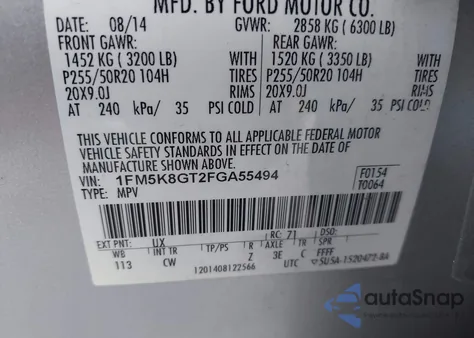 MFD. BY FORD MOTOR CO.
DATE: 08/14 GVWR: 2858 KG ( 6300 LB)
FRONT GAWR: REAR GAWR:
1452 KG ( 3200 LB) 1520 KG ( 3350 LB)
P255/50R20 104H TIRES P255/50R20 104H TIRES
20X9.0J RIMS 20X9.0J RIMS
AT 240 kPa/ 35 PSI COLD AT 240 kPa/ 35 PSI COLD
THIS VEHICLE CONFORMS TO ALL APPLICABLE FEDERAL MOTOR
VEHICLE SAFETY STANDARDS IN EFFECT ON THE DATE OF
MANUFACTURE SHOWN ABOVE.
VIN: 1FM5K8GT2FGA55494 F0154
TYPE: MPV T0064
EXT PNT: UX RC: 71 DSO:
WB INT TR TP/PS R AXLE TR SPR
113 CW 3E C FFFF
1201408122566 UTC ▽5U5A-1520472-BA
autoSnap